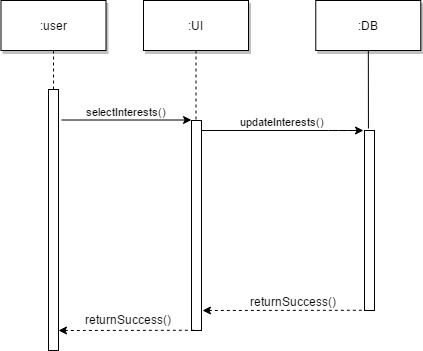 :user
:UI
:DB
selectInterests()
updateInterests()
returnSuccess()
returnSuccess()